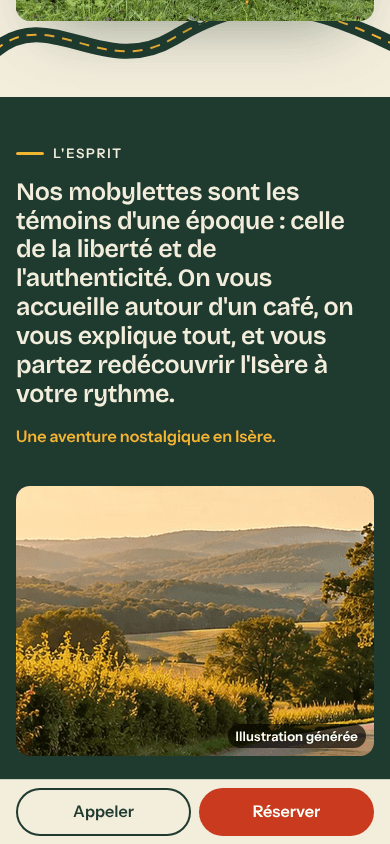 L'ESPRIT
Nos mobylettes sont les
témoins d'une époque : celle
de la liberté et de
l'authenticité. On vous
accueille autour d'un café, on
vous explique tout, et vous
partez redécouvrir l'Isère à
votre rythme.
Une aventure nostalgique en Isère.
Illustration générée
Appeler
Réserver